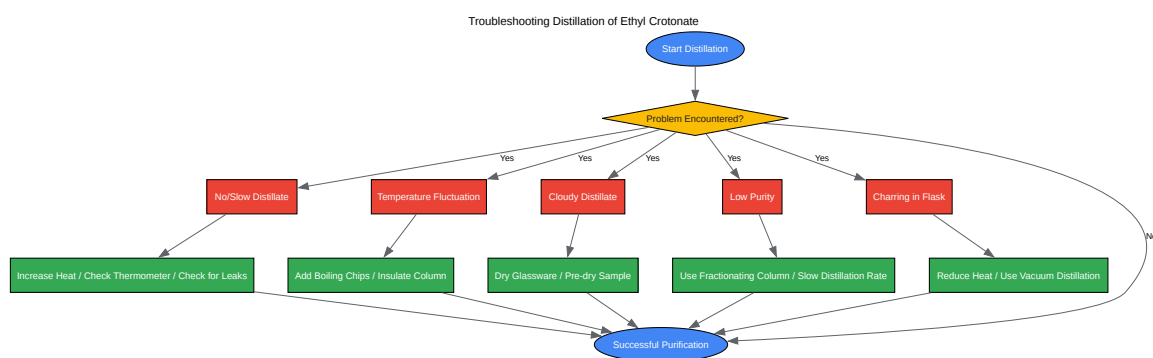 Troubleshooting Distillation of Ethyl Crotonate
Start Distillation
Problem Encountered?
Yes
Yes
Yes
Yes
Yes
No/Slow Distillate
Temperature Fluctuation
Cloudy Distillate
Low Purity
Charring in Flask
Increase Heat / Check Thermometer / Check for Leaks
Add Boiling Chips / Insulate Column
Dry Glassware / Pre-dry Sample
Use Fractionating Column / Slow Distillation Rate
Reduce Heat / Use Vacuum Distillation
Successful Purification